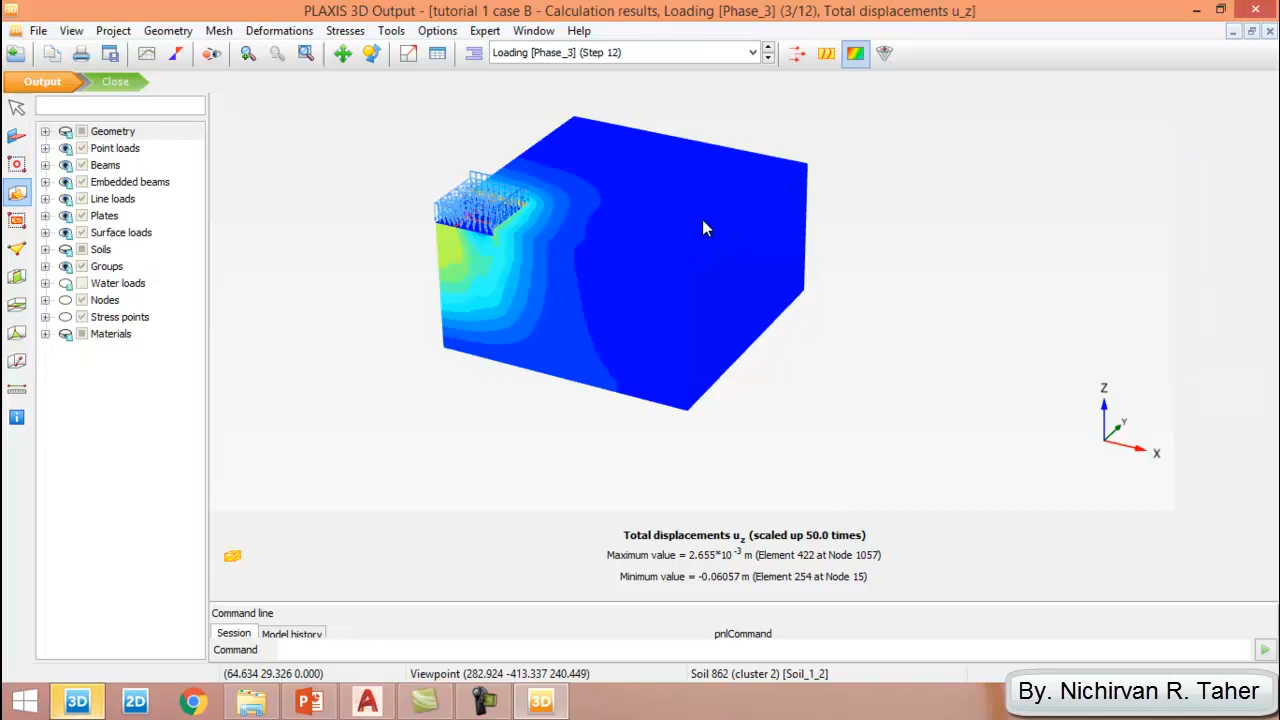 PLAXIS 3D Output - [tutorial 1 case B - Calculation results, Loading [Phase_3] (3/12), Total displacements u_z]
File View Project Geometry Mesh Deformations Stresses Tools Options Expert Window Help
Loading [Phase_3] (Step 12)
Output Close
Geometry
Point loads
Beams
Embedded beams
Line loads
Plates
Surface loads
Soils
Groups
Water loads
Nodes
Stress points
Materials
Z
Y
X
Total displacements uz (scaled up 50.0 times)
Maximum value = 2.655*10-3 m (Element 422 at Node 1057)
Minimum value = -0.06057 m (Element 254 at Node 15)
Command line
Session Model history pnlCommand
Command
(64.634 29.326 0.000) Viewpoint (282.924 -413.337 240.449) Soil 862 (cluster 2) [Soil_1_2]
3D 2D 3D
By. Nichirvan R. Taher